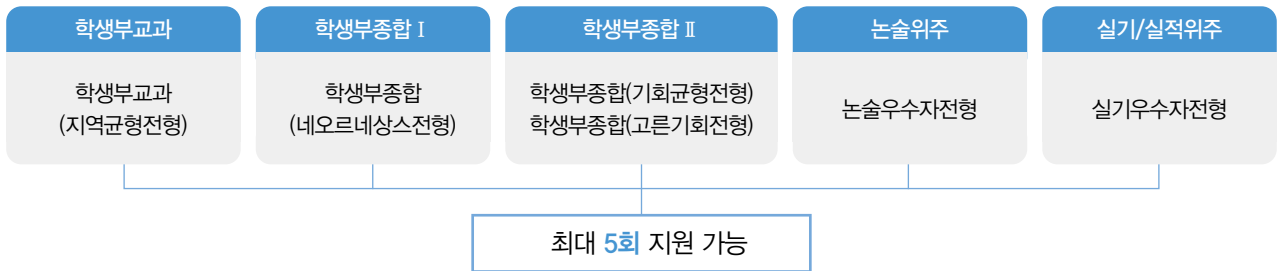 학생부교과
학생부종합 Ⅰ
학생부종합 Ⅱ
논술위주
실기/실적위주
학생부교과
(지역균형전형)
학생부종합
(네오르네상스전형)
학생부종합(기회균형전형)
학생부종합(고른기회전형)
논술우수자전형
실기우수자전형
최대 5회 지원 가능